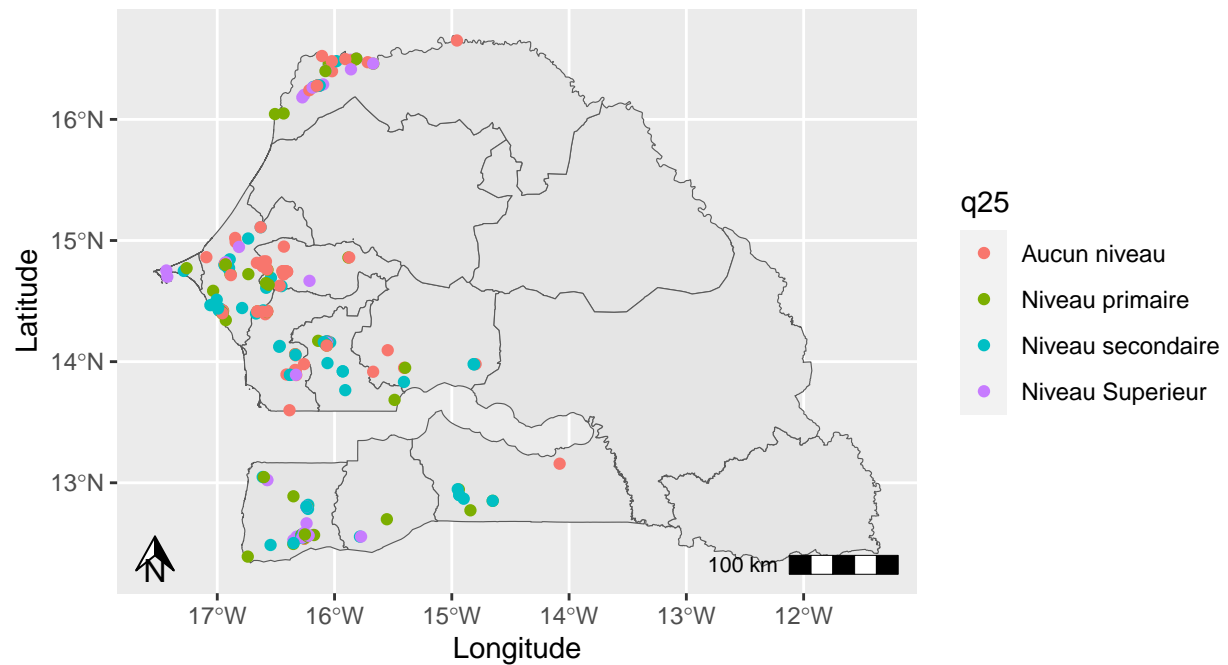 16°N
15°N
14°N
13°N
Latitude
N
100 km
17°W 16°W 15°W 14°W 13°W 12°W
Longitude
q25
Aucun niveau
Niveau primaire
Niveau secondaire
Niveau Superieur